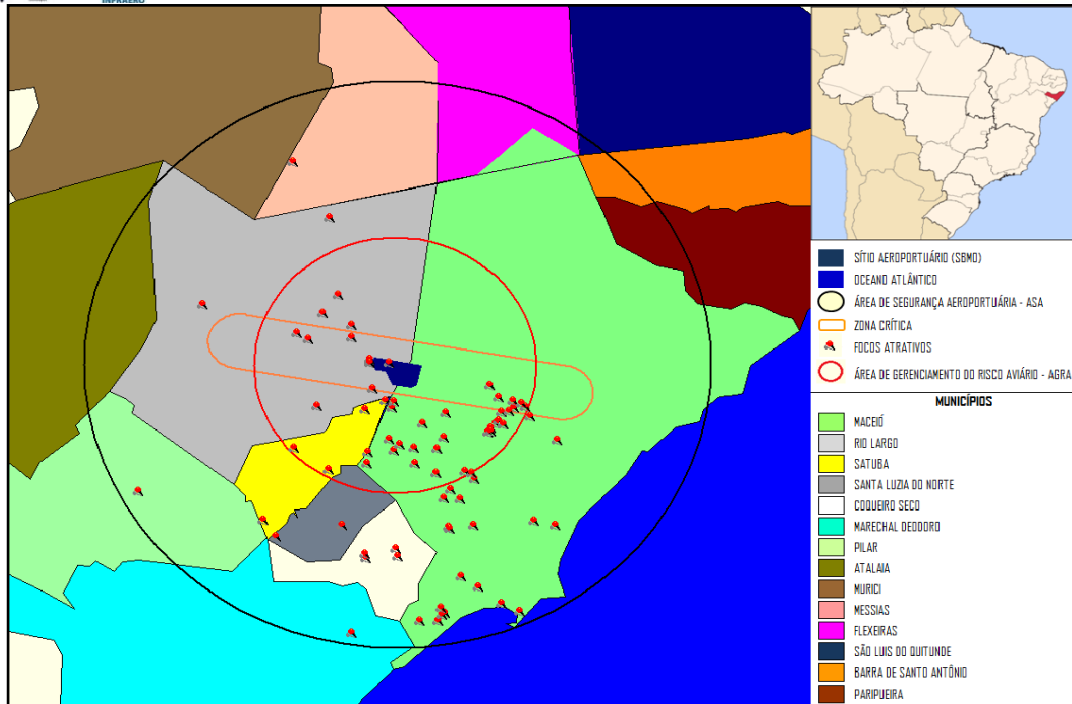 INFRAERO
SÍTIO AEROPORTUÁRIO (SBMO)
OCEANO ATLÂNTICO
ÁREA DE SEGURANÇA AEROPORTUÁRIA - ASA
ZONA CRÍTICA
FOCOS ATRATIVOS
ÁREA DE GERENCIAMENTO DO RISCO AVIÁRIO - AGRA
MUNICÍPIOS
MACEIÓ
RIO LARGO
SATUBA
SANTA LUZIA DO NORTE
COQUEIRO SECO
MARECHAL DEODORO
PILAR
ATALAIA
MURICI
MESSIAS
FLEXEIRAS
SÃO LUIS DO QUITUNDE
BARRA DE SANTO ANTÔNIO
PARIPUEIRA